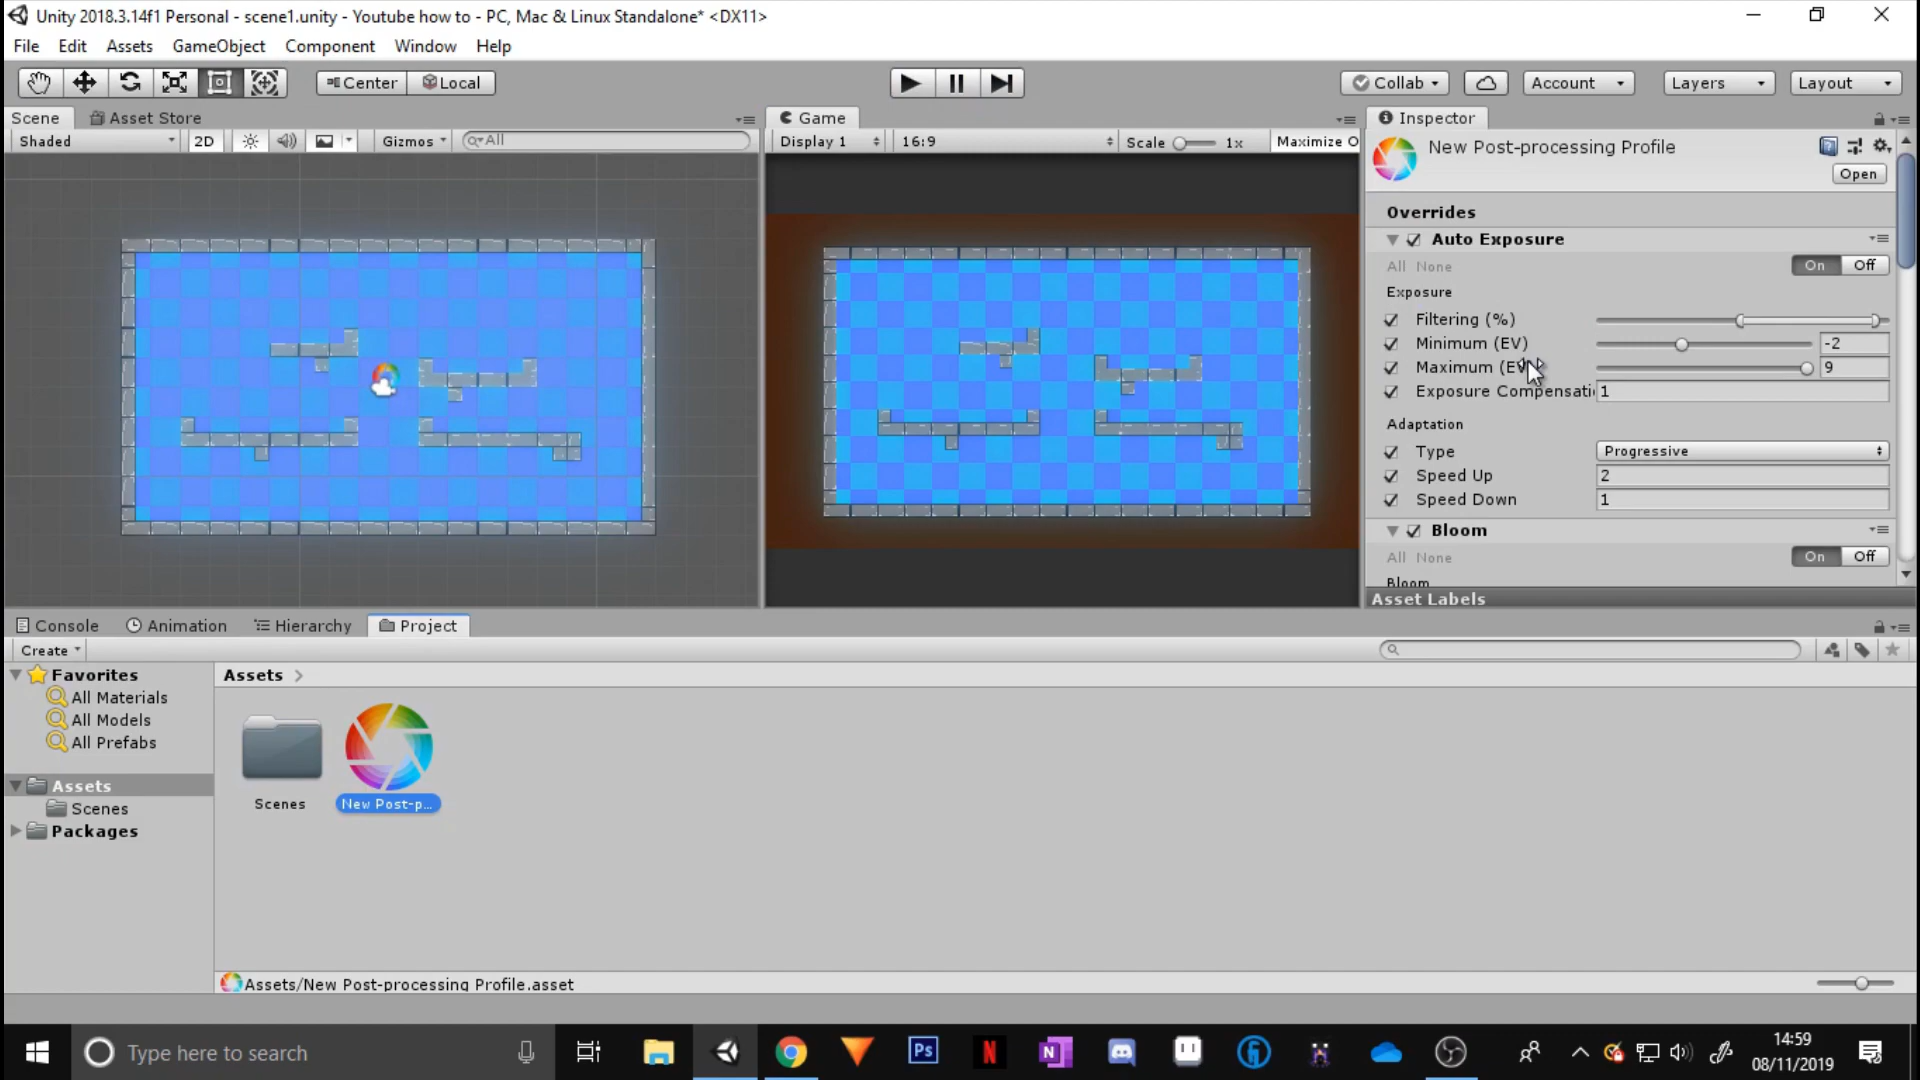 Unity 2018.3.14f1 Personal - scene1.unity - Youtube how to - PC, Mac & Linux Standalone* <DX11>
File Edit Assets GameObject Component Window Help
Center Local Collab Account Layers Layout
Scene Asset Store
Shaded 2D Gizmos All
Game
Display 1 16:9 Scale 1x Maximize O
Inspector
New Post-processing Profile
Open
Overrides
Auto Exposure
All None On Off
Exposure
Filtering (%)
Minimum (EV) -2
Maximum (EV) 9
Exposure Compensati 1
Adaptation
Type Progressive
Speed Up 2
Speed Down 1
Bloom
All None On Off
Bloom
Asset Labels
Console Animation Hierarchy Project
Create
Favorites
All Materials
All Models
All Prefabs
Assets
Scenes
Packages
Assets
Scenes New Post-p...
Assets/New Post-processing Profile.asset
Type here to search
Ps
N
14:59
08/11/2019